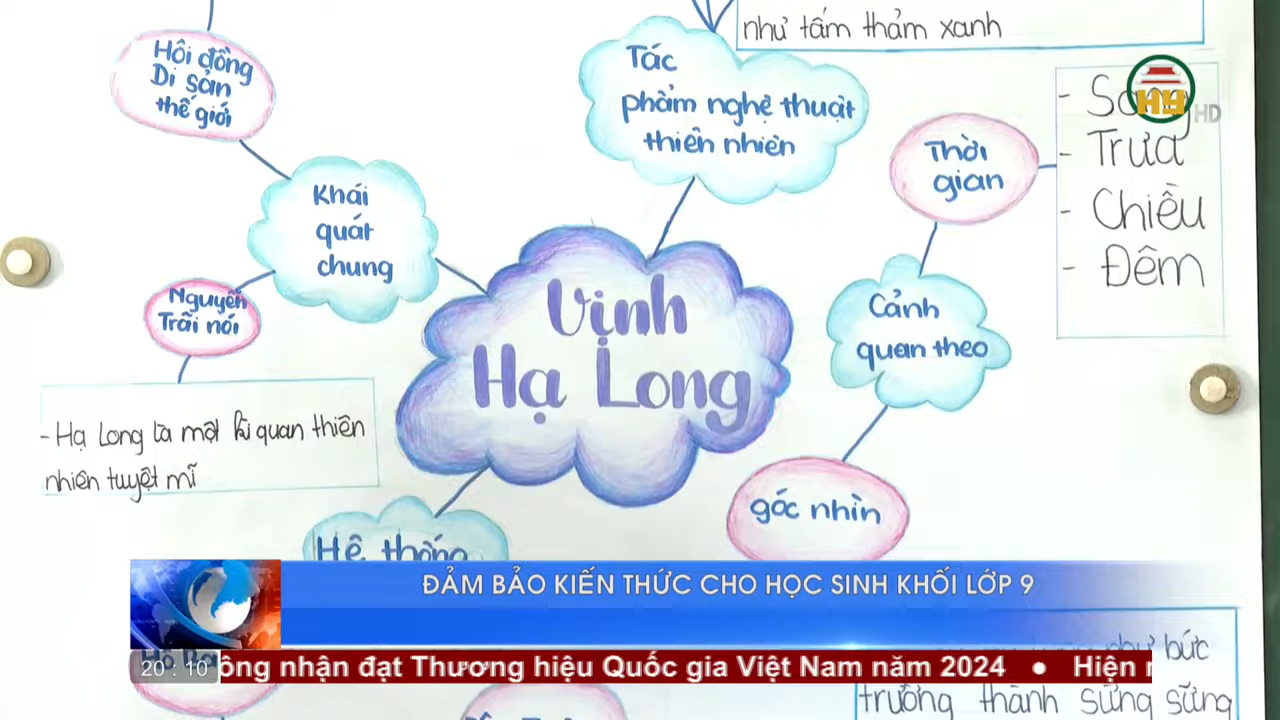 như tấm thảm xanh
Hội đồng
Di sản
thế giới
Tác
phẩm nghệ thuật
thiên nhiên
HY
HD
- Sáng
- Trưa
- Chiều
- Đêm
Thời
gian
Khái
quát
chung
Nguyễn
Trãi nói
Vịnh
Hạ Long
Cảnh
quan theo
- Hạ Long là một kì quan thiên
nhiên tuyệt mĩ
góc nhìn
Hệ thống
ĐẢM BẢO KIẾN THỨC CHO HỌC SINH KHỐI LỚP 9
như bức
trưởng thành sừng sững
20:10
ông nhận đạt Thương hiệu Quốc gia Việt Nam năm 2024 • Hiện